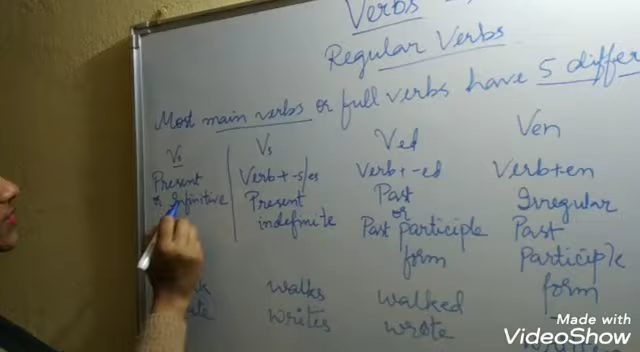 Verbs
Regular Verbs
Most main verbs or full verbs have 5 differ
V₀ Vs Ved Ven
Present Verb+-s/es Verb+-ed Verb+en
or Infinitive Present Past Irregular
indefinite or Past
Past participle Participle
form form
walks walked
writes wrote
Made with
VideoShow